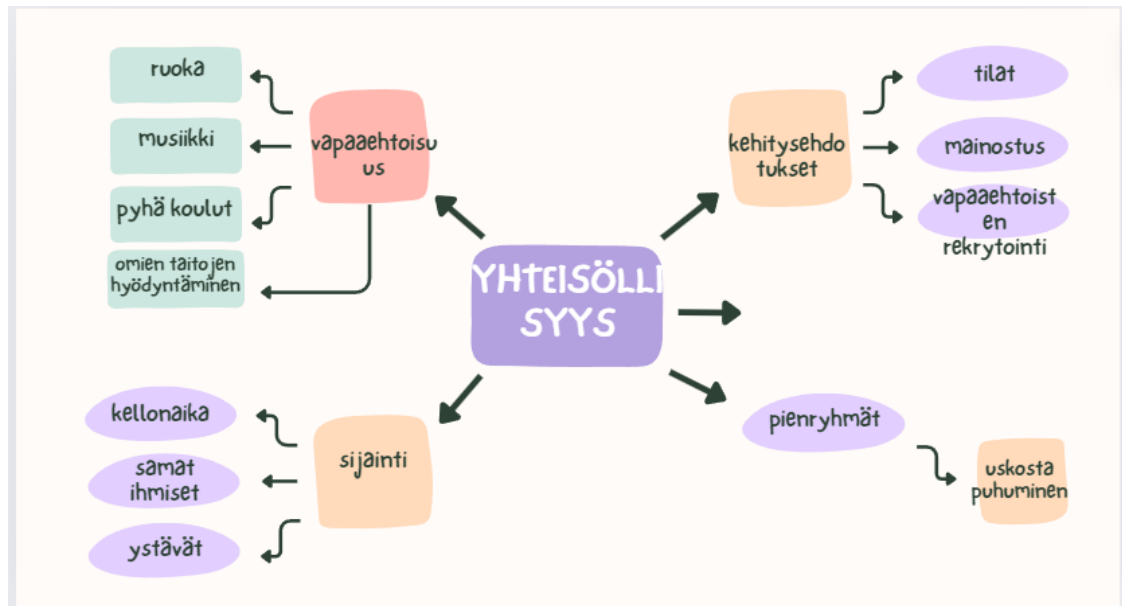 ruoka
musiikki
pyhä koulut
omien taitojen
hyödyntäminen
vapaaehtoisu
us
kehitysehdo
tukset
tilat
mainostus
vapaaehtoist
en
rekrytointi
YHTEISÖLLI
SYYS
kellonaika
samat
ihmiset
ystävät
sijainti
pienryhmät
uskosta
puhuminen